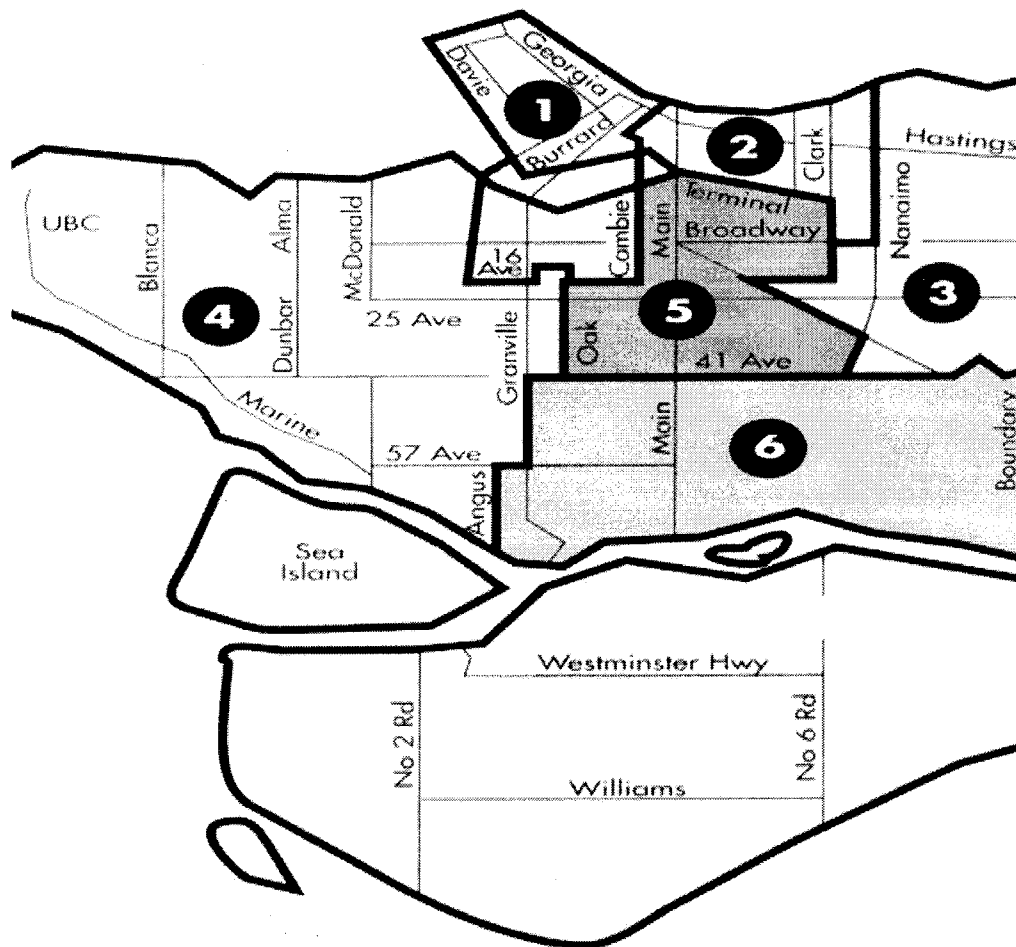 Georgia
Davie
1
Burrard
2
Clark
Hastings
Nanaimo
UBC
Blanca
Alma
McDonald
16
Ave
Cambie
Main
Terminal
Broadway
3
4
Dunbar
25 Ave
Granville
Oak
5
41 Ave
Marine
57 Ave
Angus
Main
6
Boundary
Sea
Island
Westminster Hwy
No 2 Rd
No 6 Rd
Williams